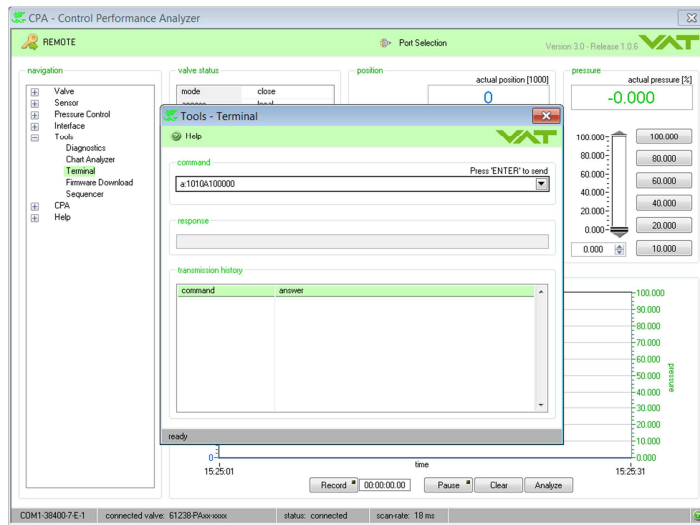 CPA - Control Performance Analyzer
REMOTE
Port Selection
Version 3.0 - Release 1.0.6
VAT
navigation
Valve
Sensor
Pressure Control
Interface
Tools
Diagnostics
Chart Analyzer
Terminal
Firmware Download
Sequencer
CPA
Help
valve status
mode close
access local
position
actual position [1000]
0
pressure
actual pressure [%]
-0.000
100.000
80.000
60.000
40.000
20.000
0.000
0.000
100.000
80.000
60.000
40.000
20.000
10.000
Tools - Terminal
Help
VAT
command
Press 'ENTER' to send
a:1010A100000
response
transmission history
command answer
ready
100.000
90.000
80.000
70.000
60.000
50.000
40.000
30.000
20.000
10.000
0.000
pressure
0
15:25:01
time
15:25:31
Record 00:00:00.00 Pause Clear Analyze
COM1-38400-7-E-1 connected valve: 61238-PAxx-xxxx status: connected scan-rate: 18 ms